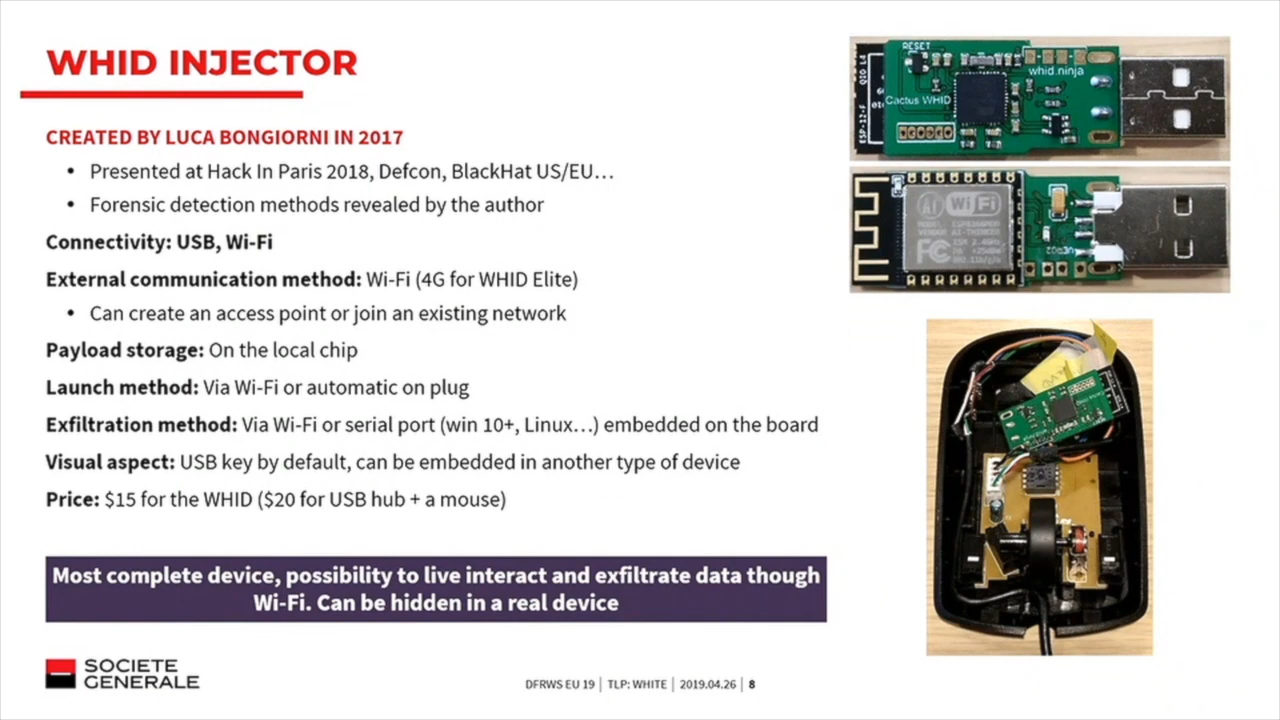 WHID INJECTOR
CREATED BY LUCA BONGIORNI IN 2017
• Presented at Hack In Paris 2018, Defcon, BlackHat US/EU…
• Forensic detection methods revealed by the author
Connectivity: USB, Wi-Fi
External communication method: Wi-Fi (4G for WHID Elite)
• Can create an access point or join an existing network
Payload storage: On the local chip
Launch method: Via Wi-Fi or automatic on plug
Exfiltration method: Via Wi-Fi or serial port (win 10+, Linux…) embedded on the board
Visual aspect: USB key by default, can be embedded in another type of device
Price: $15 for the WHID ($20 for USB hub + a mouse)
Most complete device, possibility to live interact and exfiltrate data though
Wi-Fi. Can be hidden in a real device
RESET
whid.ninja
Cactus WHID
ESP-12-F QIO L4
AI WiFi
FC
SOCIETE
GENERALE
DFRWS EU 19 | TLP: WHITE | 2019.04.26 | 8